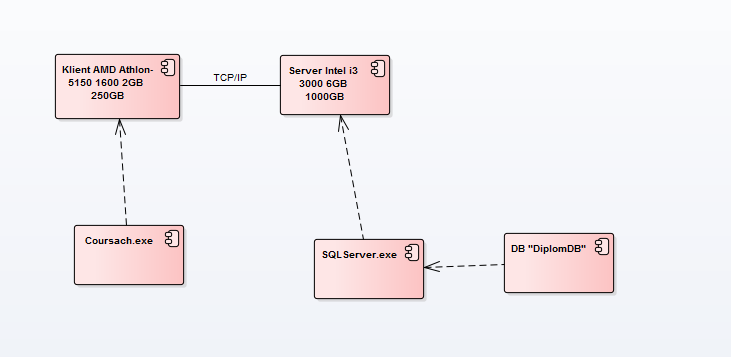 Klient AMD Athlon-
5150 1600 2GB
250GB
TCP/IP
Server Intel i3
3000 6GB
1000GB
Coursach.exe
SQLServer.exe
DB "DiplomDB"